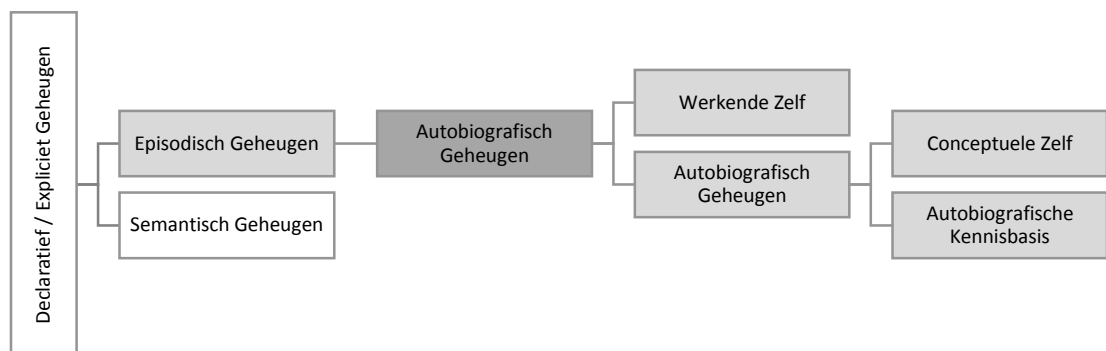 Declaratief / Expliciet Geheugen
Episodisch Geheugen
Semantisch Geheugen
Autobiografisch
Geheugen
Werkende Zelf
Autobiografisch
Geheugen
Conceptuele Zelf
Autobiografische
Kennisbasis